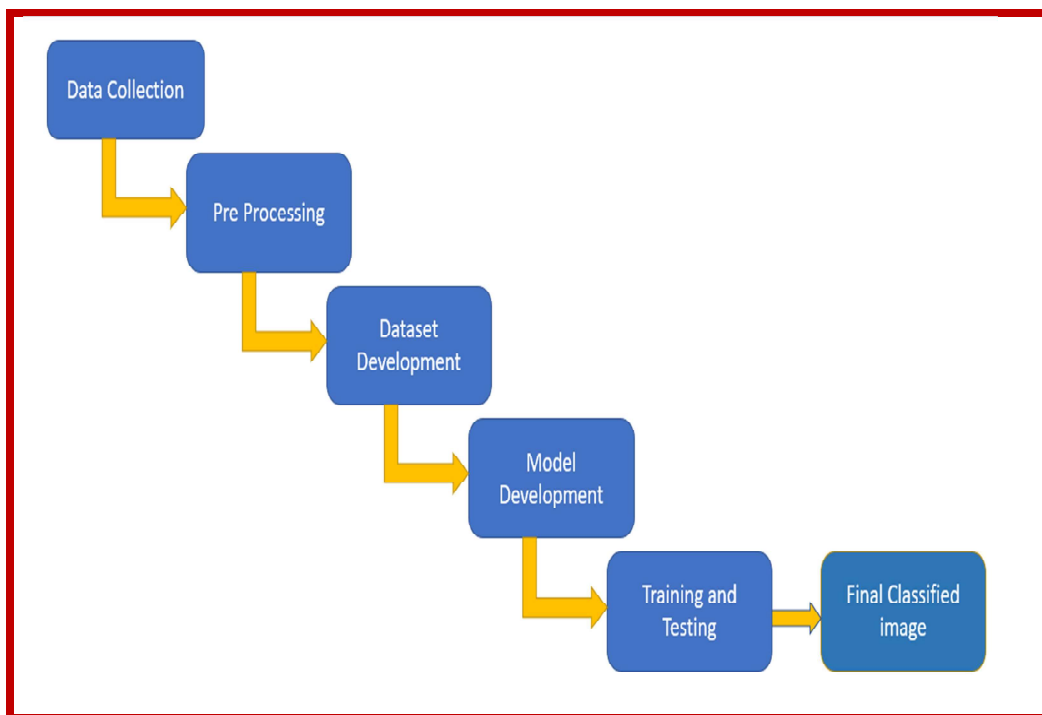 Data Collection
Pre Processing
Dataset
Development
Model
Development
Training and
Testing
Final Classified
image